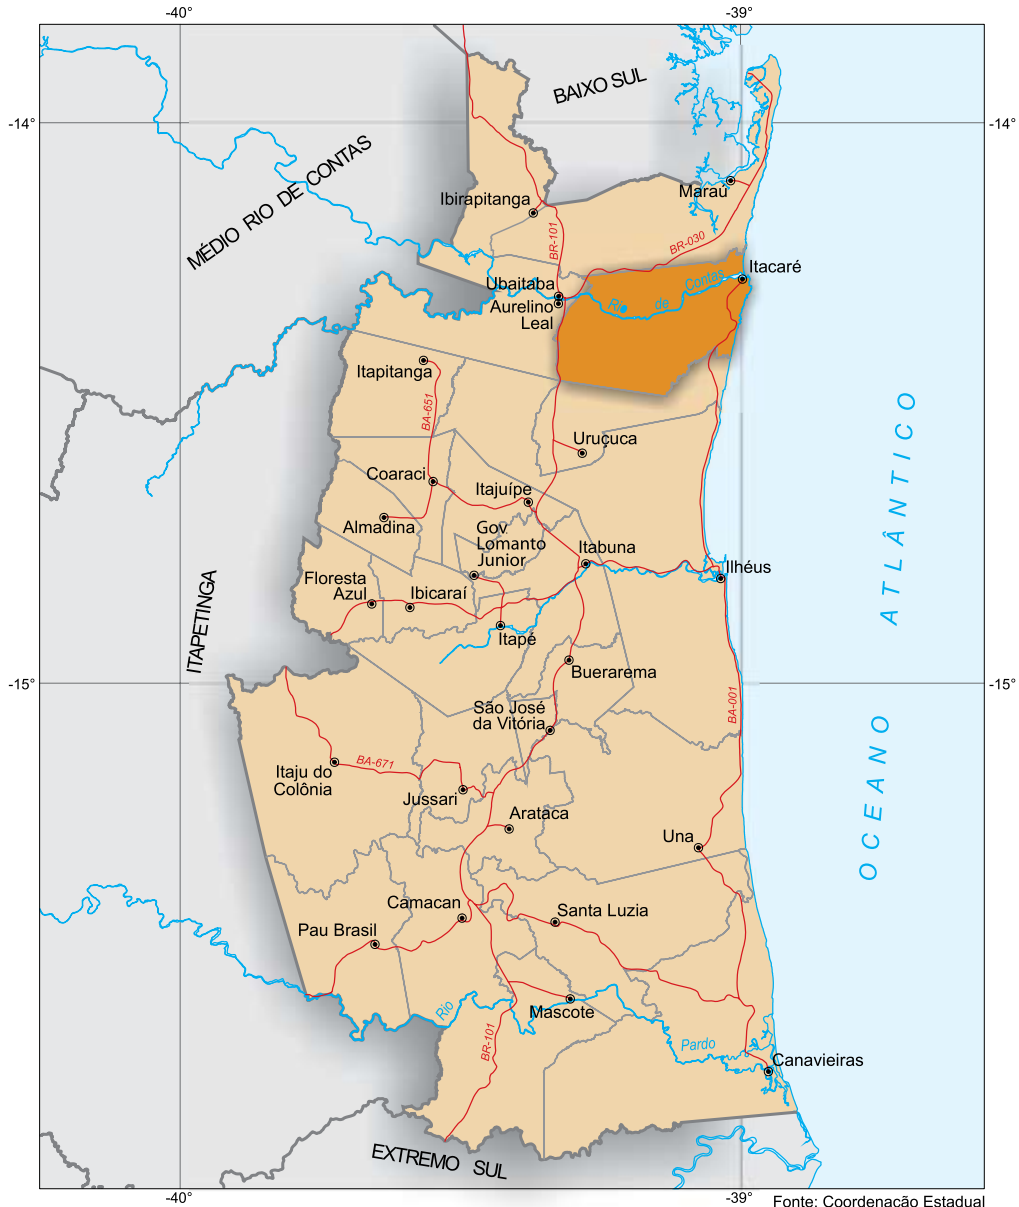 -40°
-39°
BAIXO SUL
-14°
-14°
MÉDIO RIO DE CONTAS
Maraú
Ibirapitanga
BR-101
BR-030
Itacaré
Ubaitaba
Rio de Contas
Aurelino
Leal
Itapitanga
BA-651
Uruçuca
Coaraci
Itajuípe
Almadina
Gov.
Lomanto
Junior
Itabuna
Ilhéus
Floresta
Azul
Ibicaraí
Itapé
ITAPETINGA
OCEANO ATLÂNTICO
Buerarema
-15°
-15°
São José
da Vitória
BA-001
Itaju do
Colônia
BA-671
Jussari
Arataca
Una
Camacan
Santa Luzia
Pau Brasil
Rio
Mascote
BR-101
Pardo
Canavieiras
EXTREMO SUL
-40°
-39°
Fonte: Coordenação Estadual